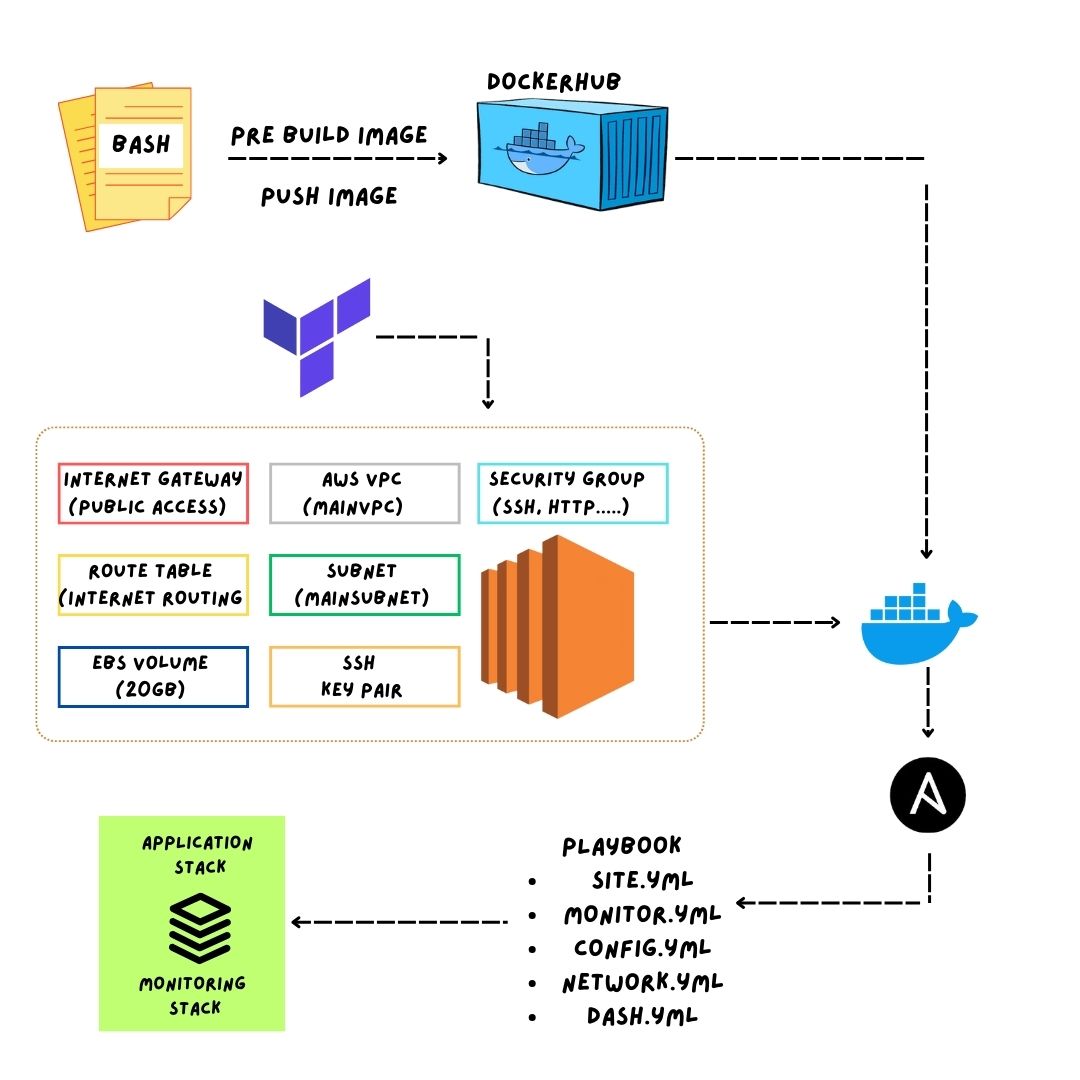 DOCKERHUB
BASH
PRE BUILD IMAGE
PUSH IMAGE
INTERNET GATEWAY
(PUBLIC ACCESS)
AWS VPC
(MAINVPC)
SECURITY GROUP
(SSH, HTTP.....)
ROUTE TABLE
(INTERNET ROUTING
SUBNET
(MAINSUBNET)
EBS VOLUME
(20GB)
SSH
KEY PAIR
PLAYBOOK
• SITE.YML
• MONITOR.YML
• CONFIG.YML
• NETWORK.YML
• DASH.YML
APPLICATION
STACK
MONITORING
STACK